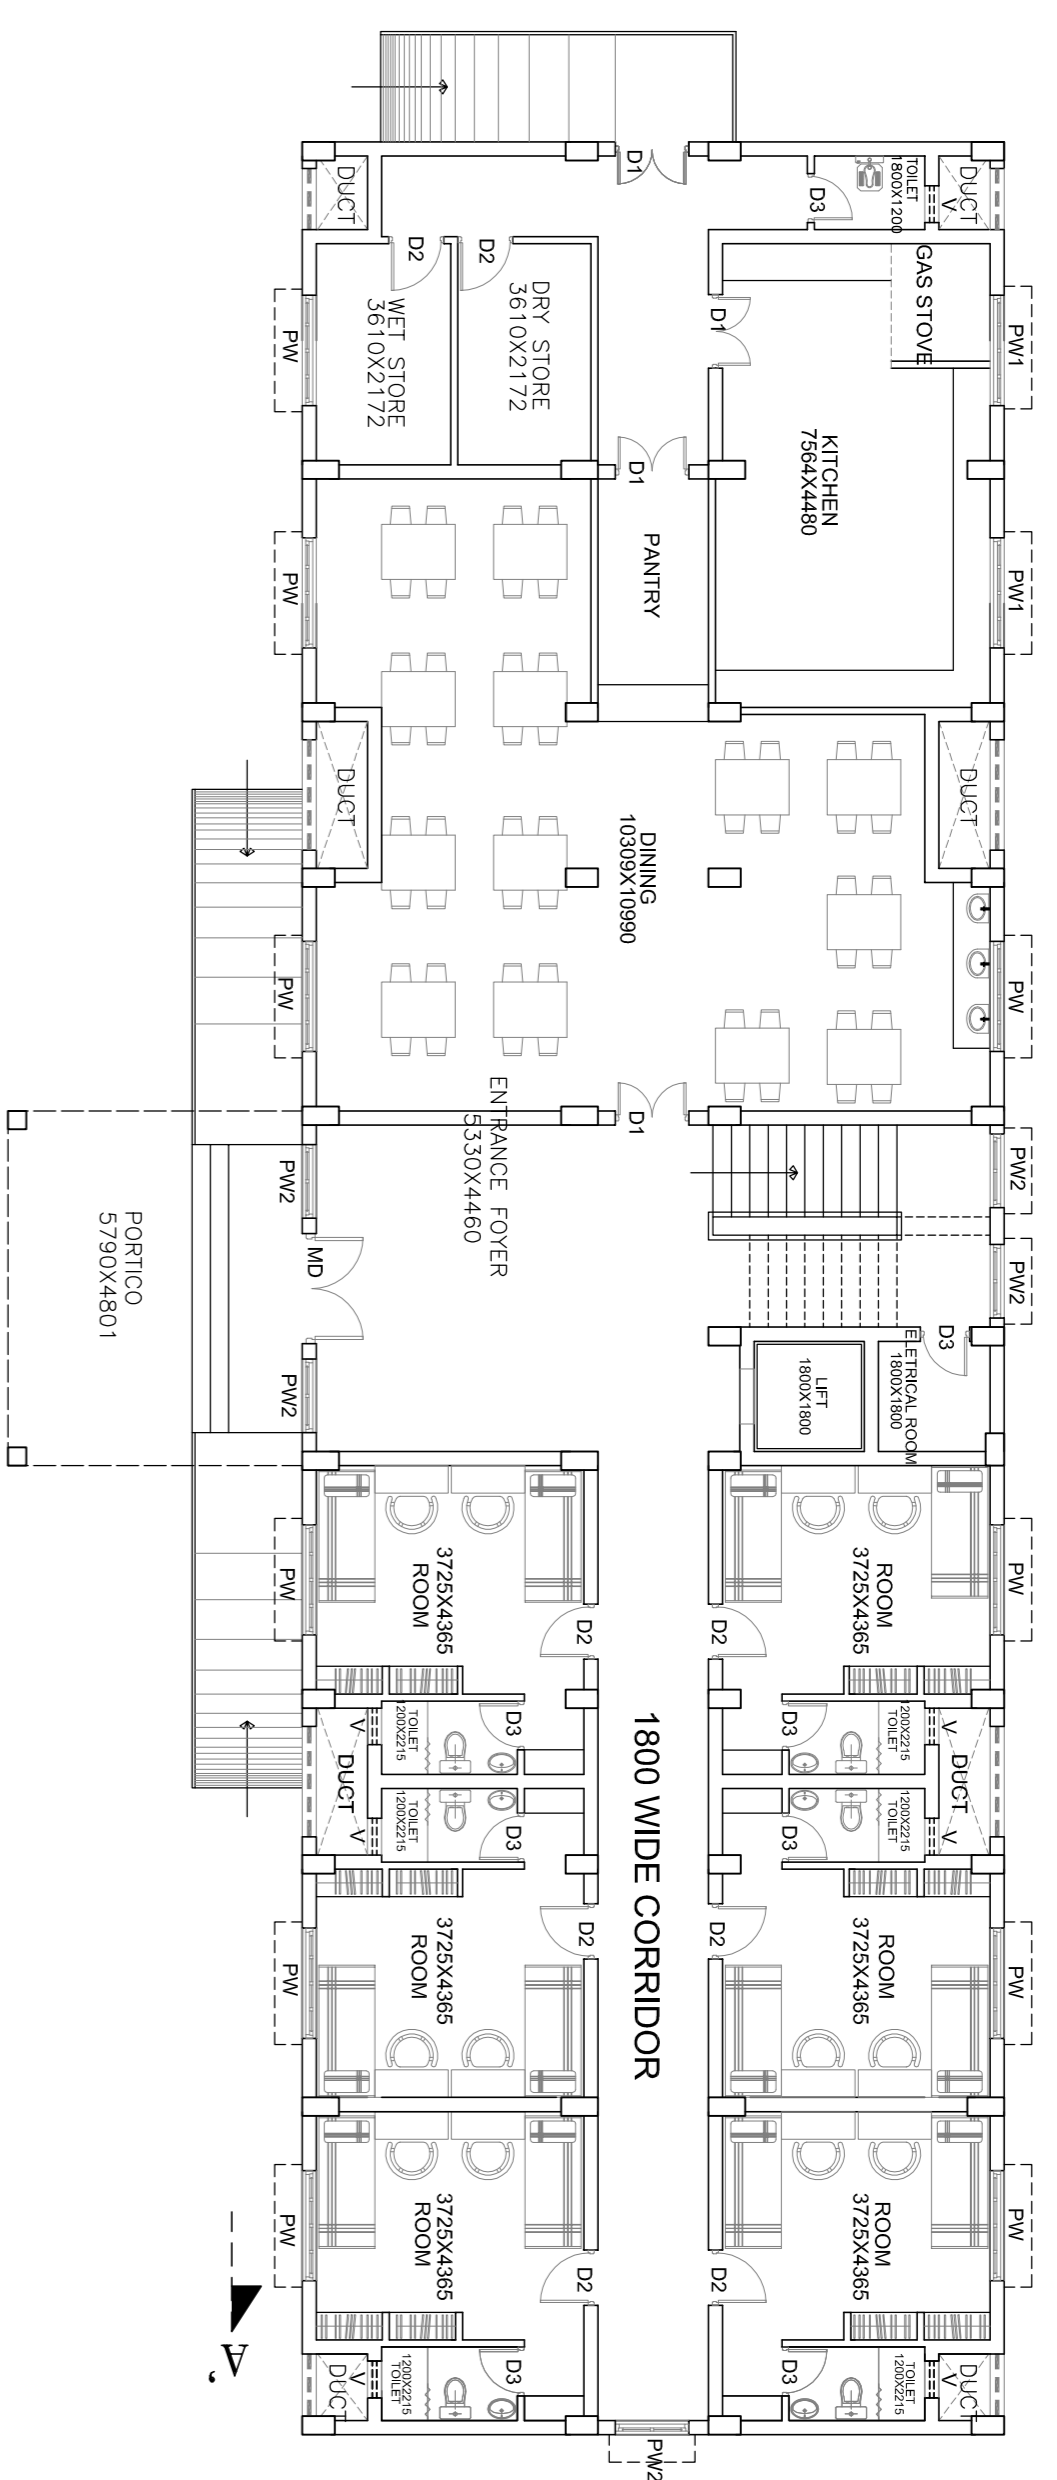 D1
TOILET
1800X1200
DUCT
V
D3
DUCT
D2
D2
GAS STOVE
DRY STORE
3610X2172
WET STORE
3610X2172
PW
D1
PW1
KITCHEN
7564X4480
D1
PANTRY
PW
PW1
DUCT
DUCT
DINING
10309X10990
PW
PW
ENTRANCE FOYER
5330X4460
D1
PW2
PW2
MD
PW2
PW2
PORTICO
5790X4801
D3
ELETRICAL ROOM
1800X1800
LIFT
1800X1800
ROOM
3725X4365
3725X4365
ROOM
PW
PW
D2
D2
1800 WIDE CORRIDOR
D3
D3
TOILET
1200X2215
1200X2215
TOILET
V
V
DUCT
DUCT
V
V
TOILET
1200X2215
1200X2215
TOILET
D3
D3
D2
D2
3725X4365
ROOM
ROOM
3725X4365
PW
PW
3725X4365
ROOM
ROOM
3725X4365
PW
PW
D2
D2
A'
D3
D3
1200X2215
TOILET
TOILET
1200X2215
V
DUCT
V
DUCT
PW2